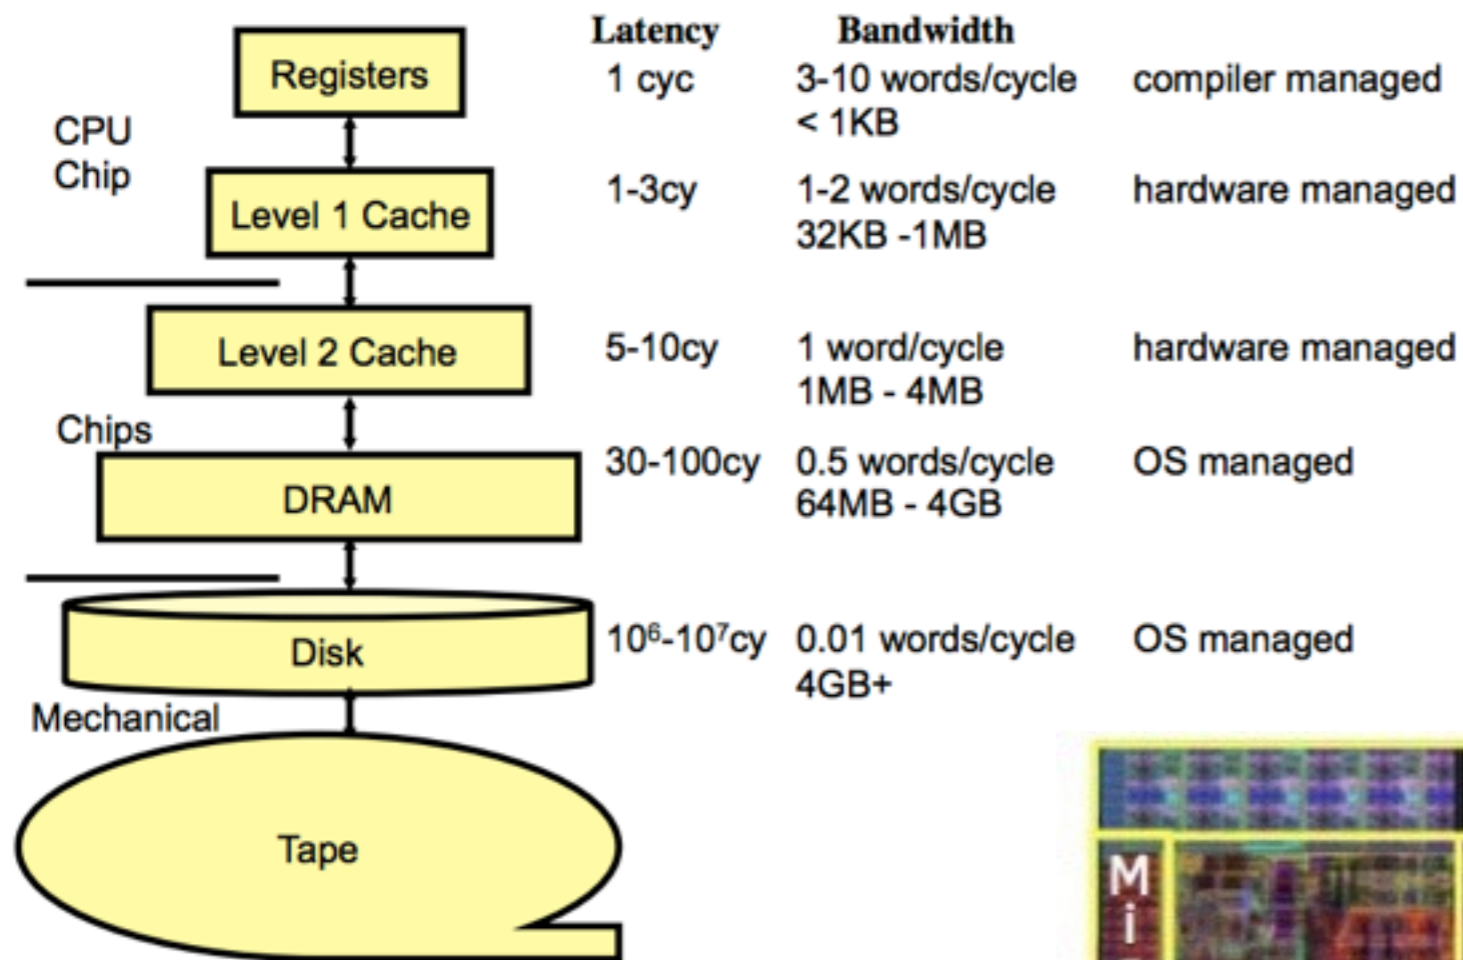 Latency Bandwidth
Registers 1 cyc 3-10 words/cycle compiler managed
< 1KB
CPU
Chip
Level 1 Cache 1-3cy 1-2 words/cycle hardware managed
32KB -1MB
Level 2 Cache 5-10cy 1 word/cycle hardware managed
1MB - 4MB
Chips
DRAM 30-100cy 0.5 words/cycle OS managed
64MB - 4GB
Disk 10⁶-10⁷cy 0.01 words/cycle OS managed
4GB+
Mechanical
Tape
M
i